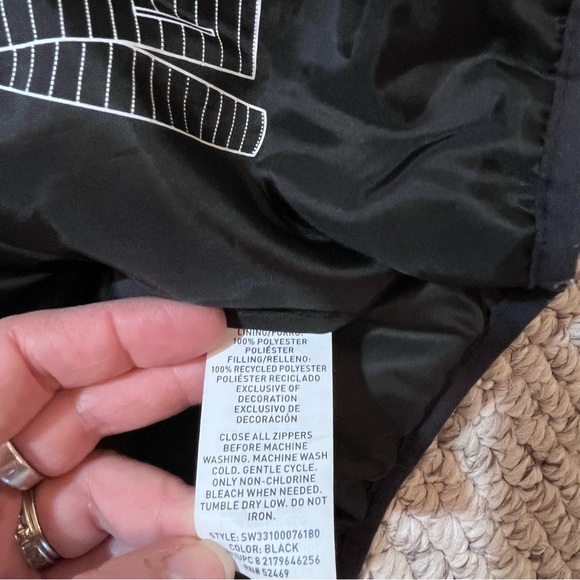 LINING/FORRO:
100% POLYESTER
POLIÉSTER
FILLING/RELLENO:
100% RECYCLED POLYESTER
POLIÉSTER RECICLADO
EXCLUSIVE OF
DECORATION
EXCLUSIVO DE
DECORACIÓN
CLOSE ALL ZIPPERS
BEFORE MACHINE
WASHING, MACHINE WASH
COLD, GENTLE CYCLE.
ONLY NON-CHLORINE
BLEACH WHEN NEEDED.
TUMBLE DRY LOW. DO NOT
IRON.
STYLE: SW33100076180
COLOR: BLACK
UPC 8 2179646256
RN# 52469